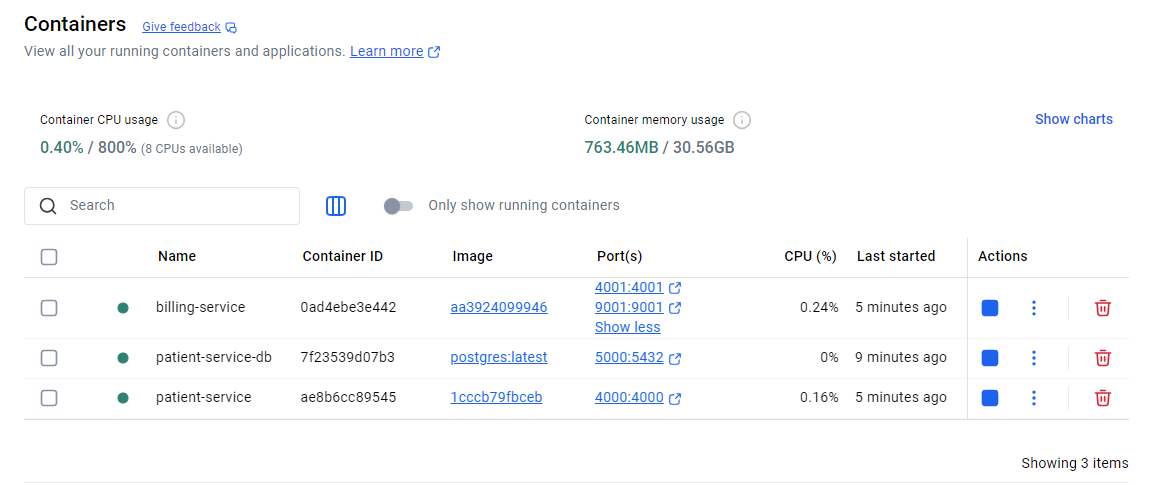 Containers Give feedback
View all your running containers and applications. Learn more
Container CPU usage
0.40% / 800% (8 CPUs available)
Container memory usage
763.46MB / 30.56GB
Show charts
Search
Only show running containers
Name Container ID Image Port(s) CPU (%) Last started Actions
billing-service 0ad4ebe3e442 aa3924099946 4001:4001 0.24% 5 minutes ago
9001:9001
Show less
patient-service-db 7f23539d07b3 postgres:latest 5000:5432 0% 9 minutes ago
patient-service ae8b6cc89545 1cccb79fbceb 4000:4000 0.16% 5 minutes ago
Showing 3 items